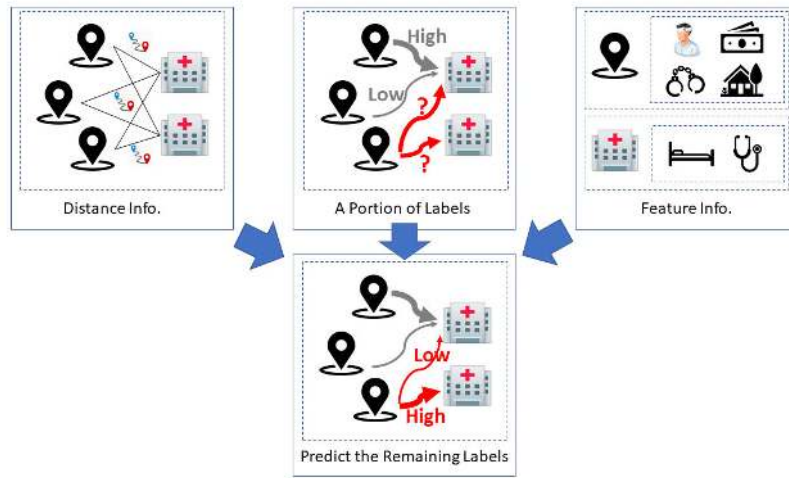 High
Low
?
?
Distance Info.
A Portion of Labels
Feature Info.
Low
High
Predict the Remaining Labels